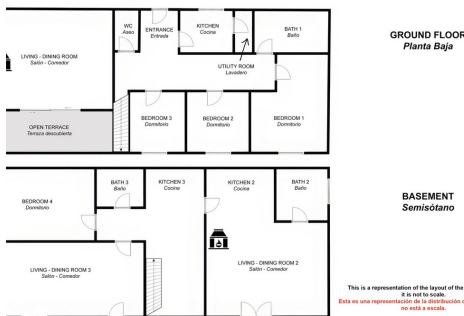 GROUND FLOOR
Planta Baja
WC
Aseo
ENTRANCE
Entrada
KITCHEN
Cocina
BATH 1
Baño
LIVING - DINING ROOM
Salón - Comedor
UTILITY ROOM
Lavadero
OPEN TERRACE
Terraza descubierta
BEDROOM 3
Dormitorio
BEDROOM 2
Dormitorio
BEDROOM 1
Dormitorio
BASEMENT
Semisótano
BEDROOM 4
Dormitorio
BATH 3
Baño
KITCHEN 3
Cocina
KITCHEN 2
Cocina
BATH 2
Baño
LIVING - DINING ROOM 3
Salón - Comedor
LIVING - DINING ROOM 2
Salón - Comedor
This is a representation of the layout of the
it is not to scale.
Esta es una representación de la distribución
no está a escala.